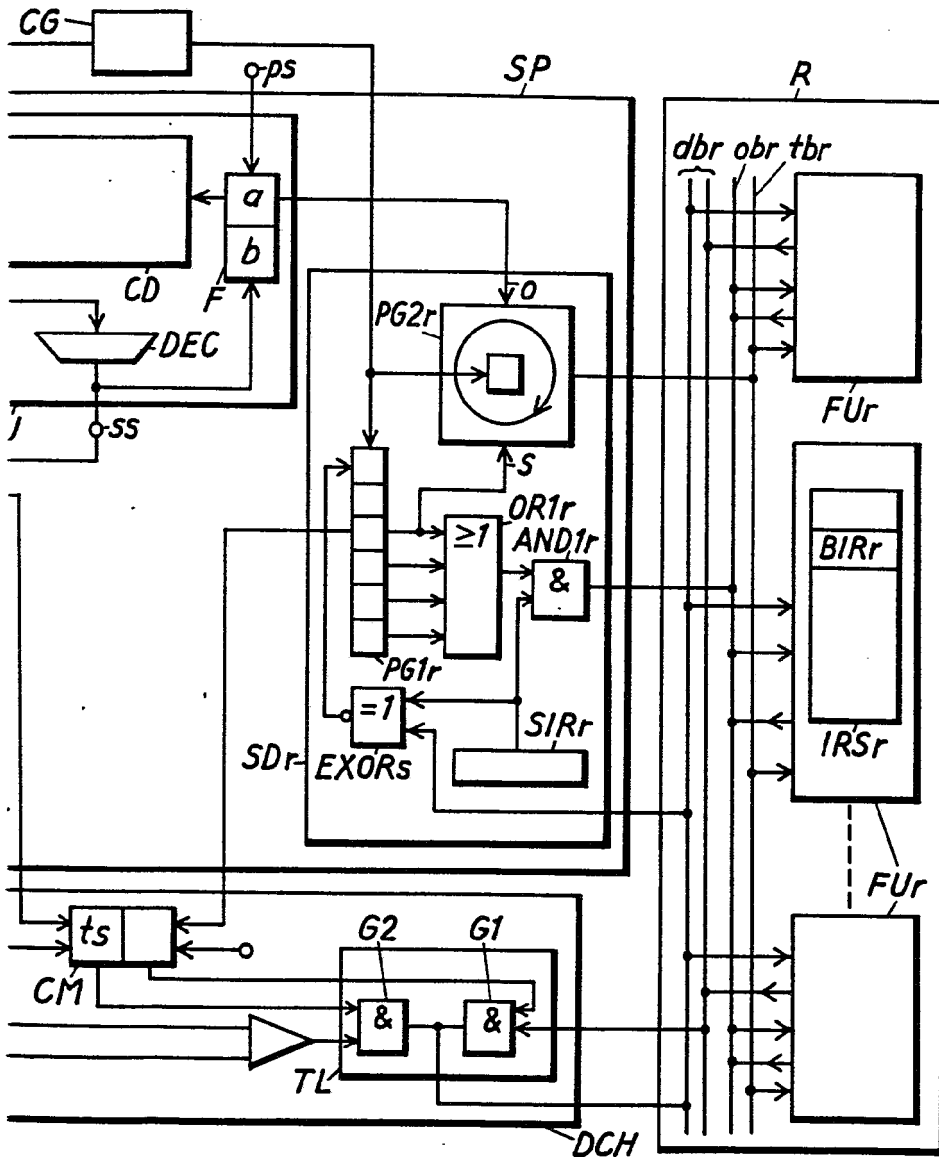 CG
ps
SP
R
dbr obr tbr
a
b
F
CD
o
PG2r
DEC
FUr
J
ss
S
OR1r
≥1
AND1r
&
BIRr
PG1r
=1
SIRr
IRSr
SDr
EXORs
FUr
ts
G2
G1
CM
&
&
TL
DCH